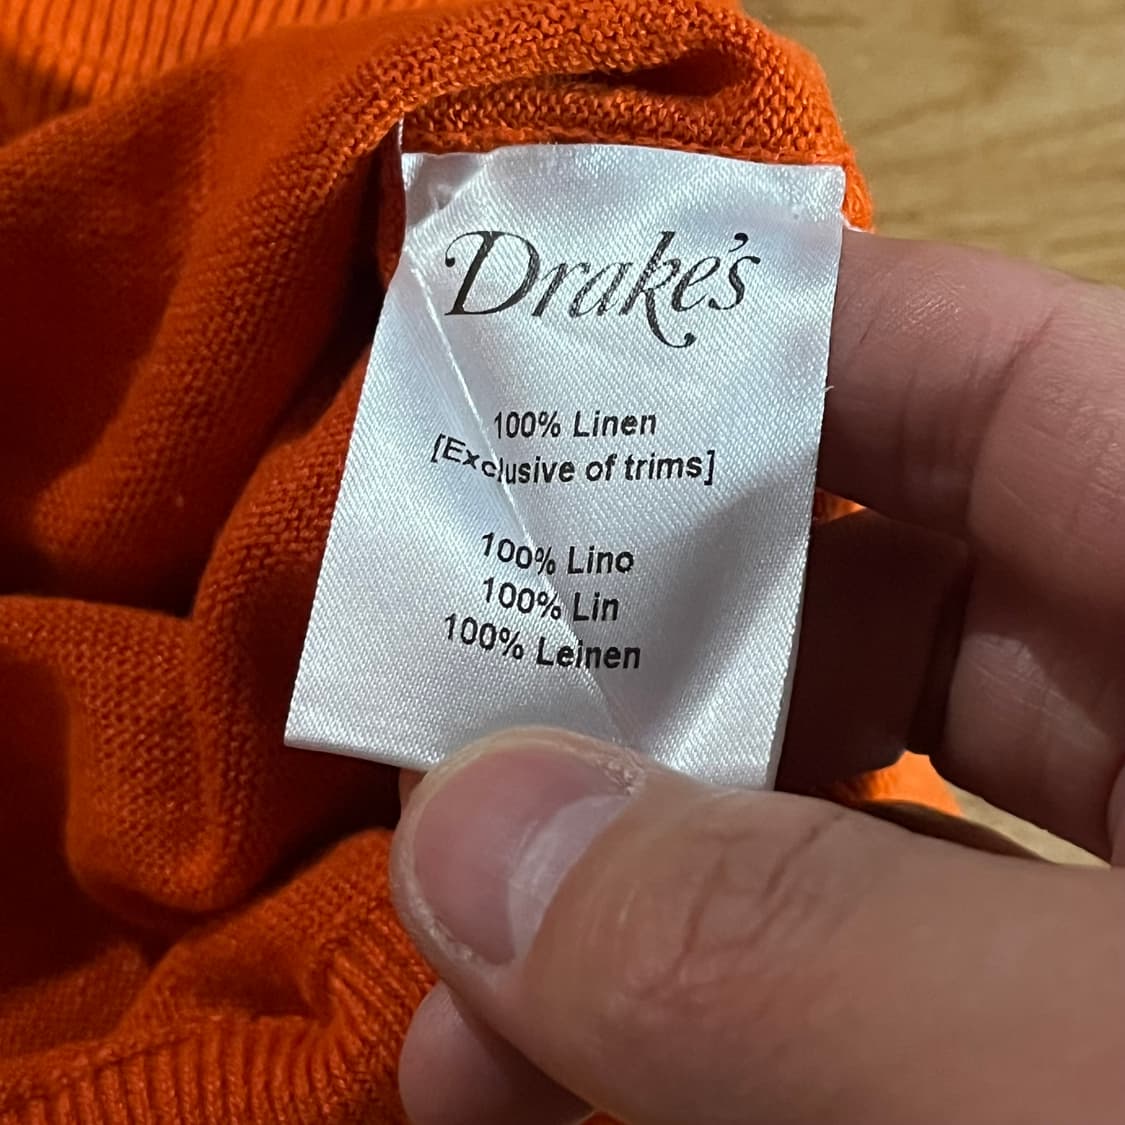 Drake's
100% Linen
[Exclusive of trims]
100% Lino
100% Lin
100% Leinen